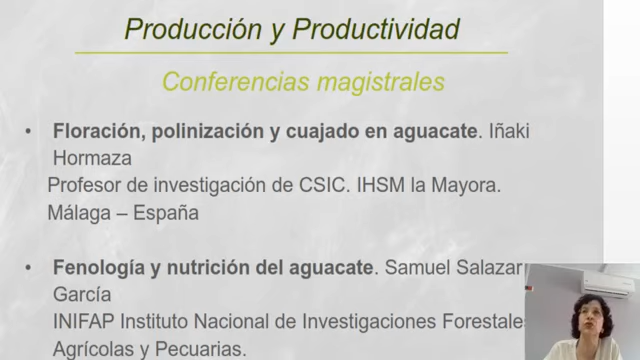 Producción y Productividad
Conferencias magistrales
• Floración, polinización y cuajado en aguacate. Iñaki
Hormaza
Profesor de investigación de CSIC. IHSM la Mayora.
Málaga – España
• Fenología y nutrición del aguacate. Samuel Salazar
García
INIFAP Instituto Nacional de Investigaciones Forestale
Agrícolas y Pecuarias.